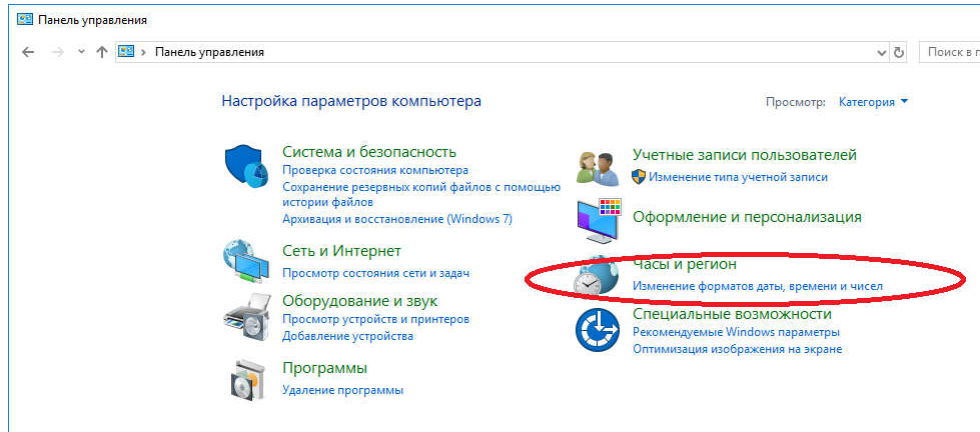 Панель управления
Панель управления
Поиск в п
Настройка параметров компьютера
Просмотр: Категория
Система и безопасность
Проверка состояния компьютера
Сохранение резервных копий файлов с помощью
истории файлов
Архивация и восстановление (Windows 7)
Сеть и Интернет
Просмотр состояния сети и задач
Оборудование и звук
Просмотр устройств и принтеров
Добавление устройства
Программы
Удаление программы
Учетные записи пользователей
Изменение типа учетной записи
Оформление и персонализация
Часы и регион
Изменение форматов даты, времени и чисел
Специальные возможности
Рекомендуемые Windows параметры
Оптимизация изображения на экране